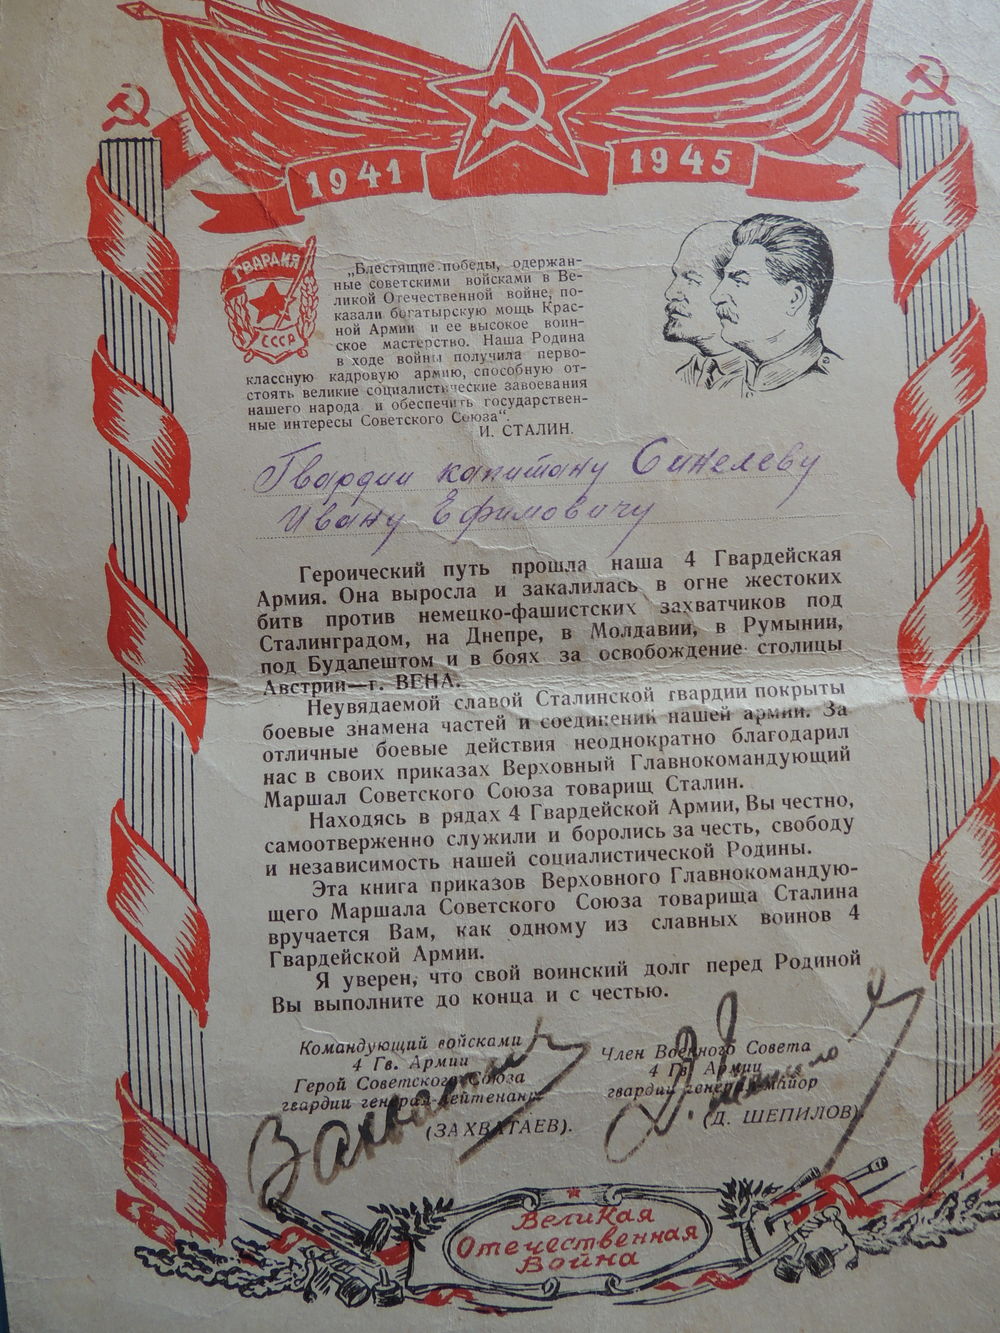 1941 1945
ГВАРДИЯ
СССР
„Блестящие победы, одержан-
ные советскими войсками в Ве-
ликой Отечественной войне, по-
казали богатырскую мощь Крас-
ной Армии и ее высокое воин-
ское мастерство. Наша Родина
в ходе войны получила перво-
классную кадровую армию, способную от-
стоять великие социалистические завоевания
нашего народа и обеспечить государствен-
ные интересы Советского Союза“
И. СТАЛИН.
Гвардии капитану Синелеву
Ивану Ефимовичу
Героический путь прошла наша 4 Гвардейская
Армия. Она выросла и закалилась в огне жестоких
битв против немецко-фашистских захватчиков под
Сталинградом, на Днепре, в Молдавии, в Румынии,
под Будапештом и в боях за освобождение столицы
Австрии—г. ВЕНА.
Неувядаемой славой Сталинской гвардии покрыты
боевые знамена частей и соединений нашей армии. За
отличные боевые действия неоднократно благодарил
нас в своих приказах Верховный Главнокомандующий
Маршал Советского Союза товарищ Сталин.
Находясь в рядах 4 Гвардейской Армии, Вы честно,
самоотверженно служили и боролись за честь, свободу
и независимость нашей социалистической Родины.
Эта книга приказов Верховного Главнокомандую-
щего Маршала Советского Союза товарища Сталина
вручается Вам, как одному из славных воинов 4
Гвардейской Армии.
Я уверен, что свой воинский долг перед Родиной
Вы выполните до конца и с честью.
Командующий войсками
4 Гв. Армии
Герой Советского Союза
гвардии генерал-лейтенант
(ЗАХВАТАЕВ).
Захватаев
Член Военного Совета
4 Гв. Армии
гвардии генерал-майор
(Д. ШЕПИЛОВ)
Д. Шепилов
Великая
Отечественная
Война